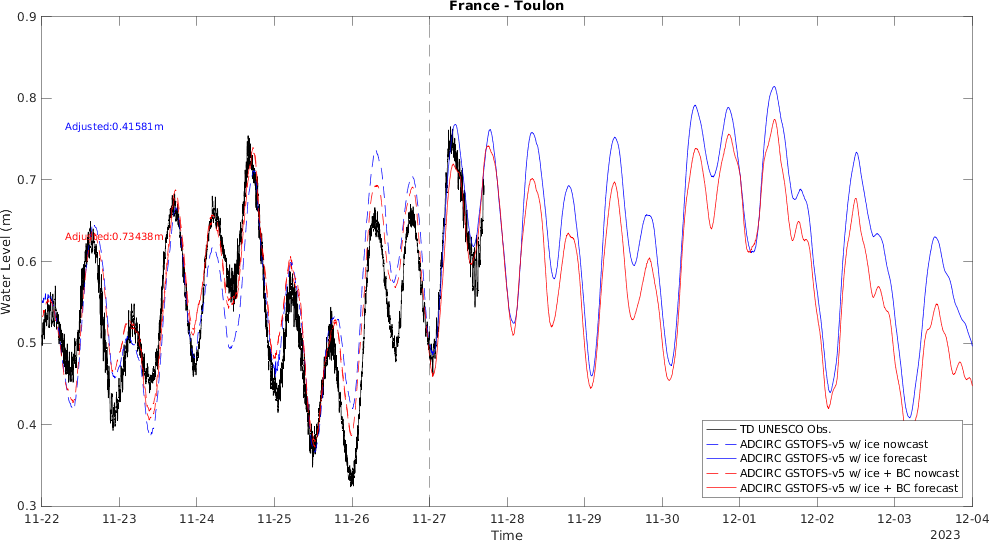 France - Toulon
0.9
0.8
0.7
0.6
0.5
0.4
0.3
Water Level (m)
Adjusted:0.41581m
Adjusted:0.73438m
TD UNESCO Obs.
ADCIRC GSTOFS-v5 w/ ice nowcast
ADCIRC GSTOFS-v5 w/ ice forecast
ADCIRC GSTOFS-v5 w/ ice + BC nowcast
ADCIRC GSTOFS-v5 w/ ice + BC forecast
11-22 11-23 11-24 11-25 11-26 11-27 11-28 11-29 11-30 12-01 12-02 12-03 12-04
Time
2023